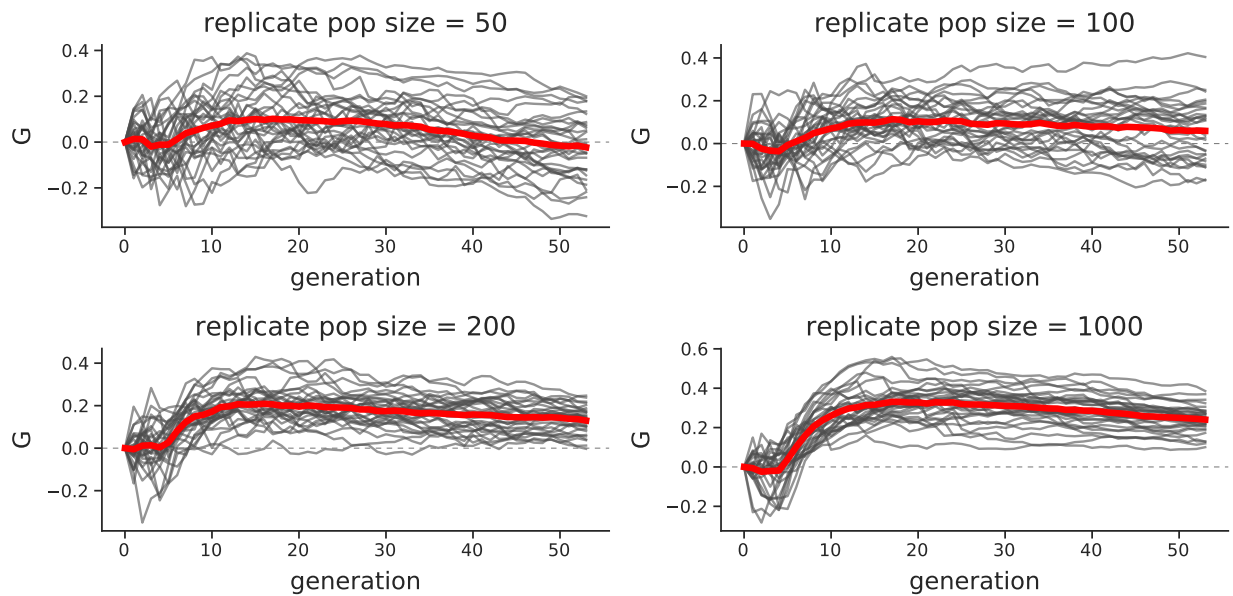 replicate pop size = 50
0.4
0.2
0.0
−0.2
G
0 10 20 30 40 50
generation
replicate pop size = 100
0.4
0.2
0.0
−0.2
G
0 10 20 30 40 50
generation
replicate pop size = 200
0.4
0.2
0.0
−0.2
G
0 10 20 30 40 50
generation
replicate pop size = 1000
0.6
0.4
0.2
0.0
−0.2
G
0 10 20 30 40 50
generation